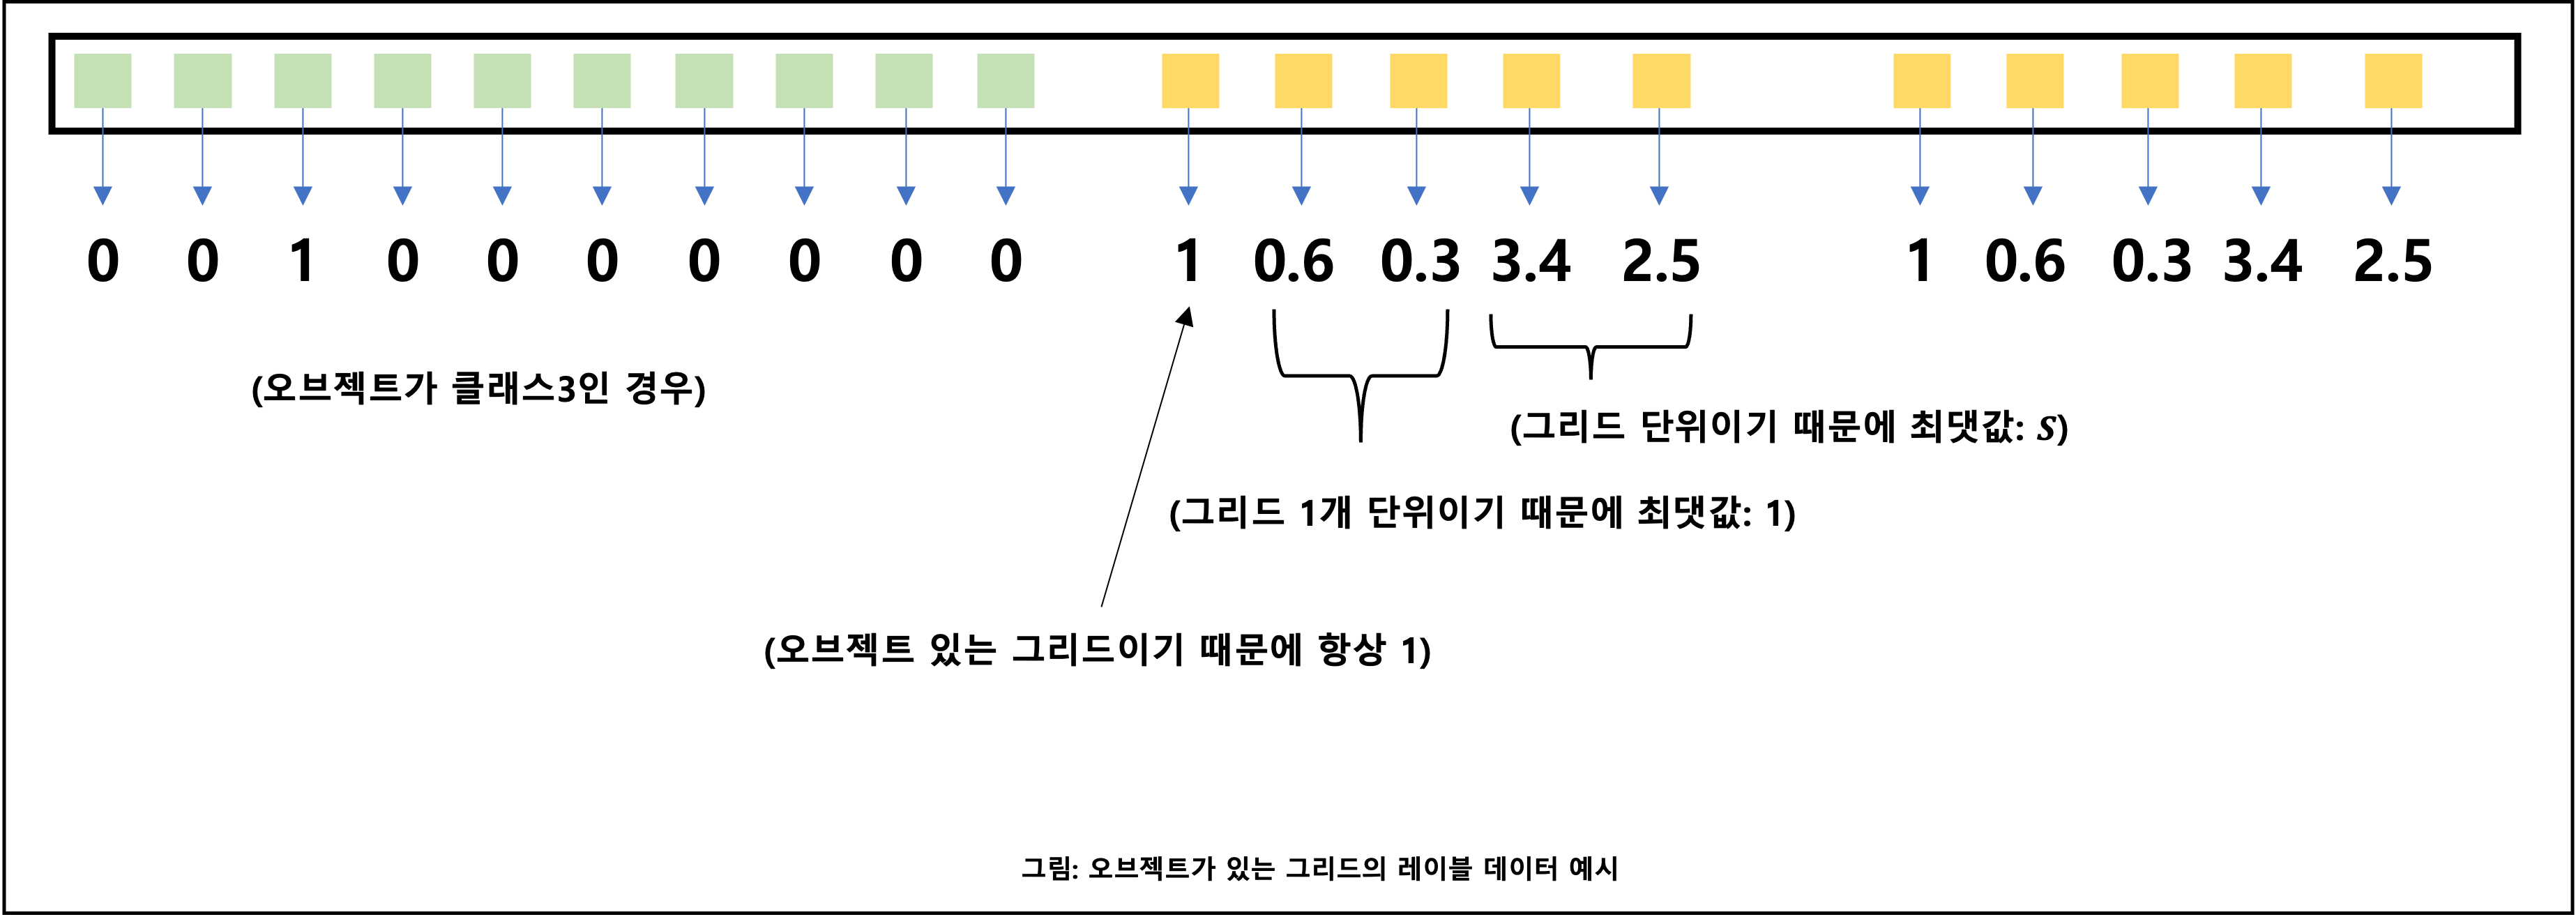 0 0 1 0 0 0 0 0 0 0 1 0.6 0.3 3.4 2.5 1 0.6 0.3 3.4 2.5
(오브젝트가 클래스3인 경우)
(그리드 단위이기 때문에 최댓값: S)
(그리드 1개 단위이기 때문에 최댓값: 1)
(오브젝트 있는 그리드이기 때문에 항상 1)
그림: 오브젝트가 있는 그리드의 레이블 데이터 예시